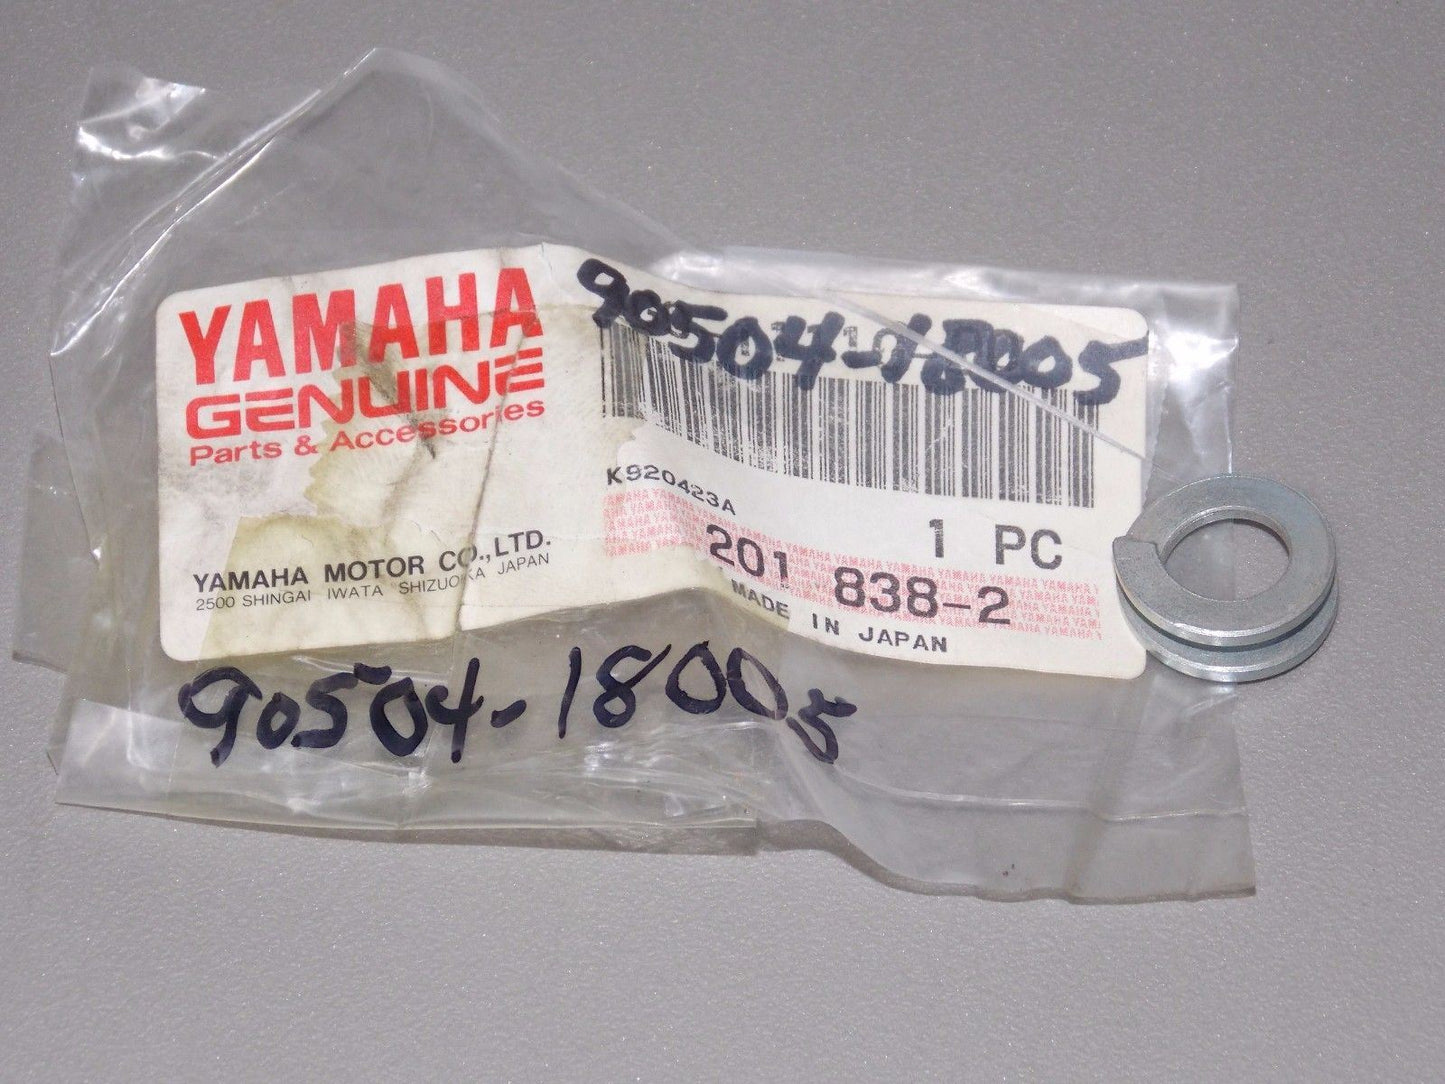 YAMAHA
GENUINE
Parts & Accessories
YAMAHA MOTOR CO.,LTD.
2500 SHINGAI IWATA SHIZUOKA JAPAN
90504-18005
K920423A
1 PC
201 838-2
MADE IN JAPAN
90504-18005